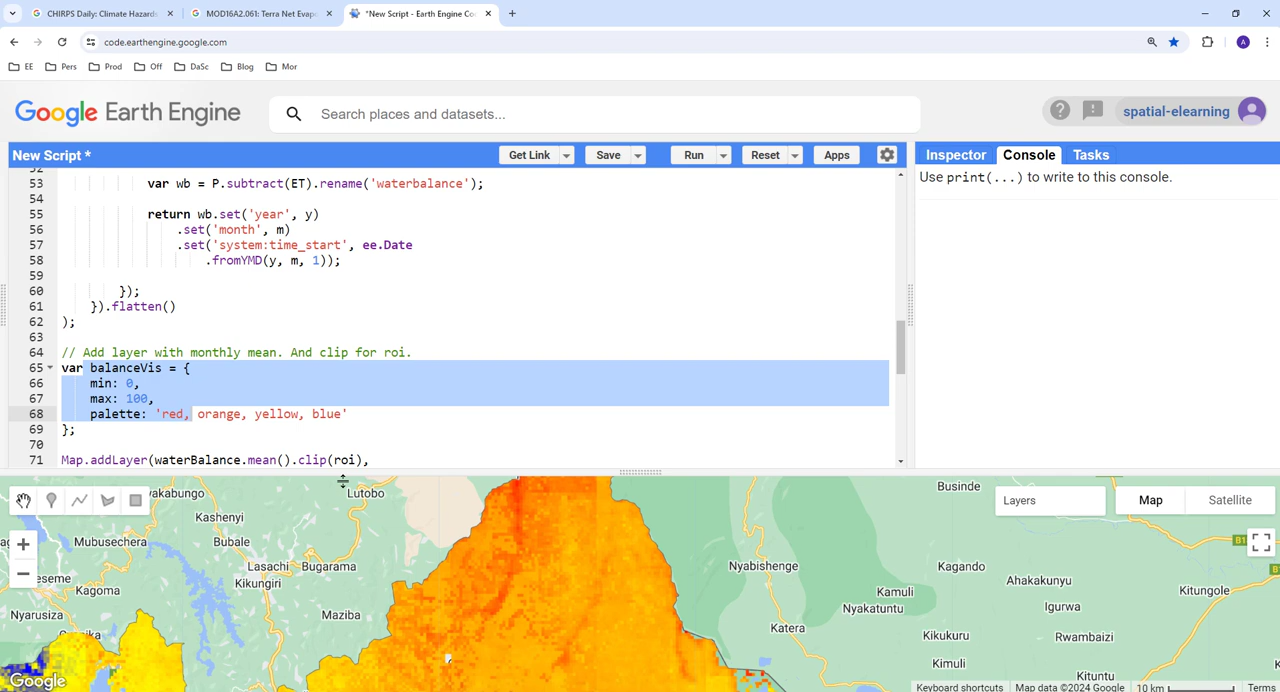 CHIRPS Daily: Climate Hazards
MOD16A2.061: Terra Net Evapo
*New Script - Earth Engine Co
code.earthengine.google.com
A
EE
Pers
Prod
Off
DaSc
Blog
Mor
Google Earth Engine
Search places and datasets...
spatial-elearning
New Script *
Get Link
Save
Run
Reset
Apps
Inspector
Console
Tasks
Use print(...) to write to this console.
53 var wb = P.subtract(ET).rename('waterbalance');
54
55 return wb.set('year', y)
56 .set('month', m)
57 .set('system:time_start', ee.Date
58 .fromYMD(y, m, 1));
59
60 });
61 }).flatten()
62 );
63
64 // Add layer with monthly mean. And clip for roi.
65 var balanceVis = {
66 min: 0,
67 max: 100,
68 palette: 'red, orange, yellow, blue'
69 };
70
71 Map.addLayer(waterBalance.mean().clip(roi),
Layers
Map
Satellite
yakabungo
Lutobo
Businde
Kashenyi
Mubusechera
Bubale
B1
Lasachi
Bugarama
Nyabishenge
Kagando
eseme
Kikingiri
Ahakakunyu
Kitungole
Kagoma
Kamuli
Nyakatuntu
Igurwa
Nyarusiza
Maziba
Katera
Kikukuru
Rwambaizi
Kimuli
Kituntu
Google
Keyboard shortcuts
Map data ©2024 Google
10 km
Terms